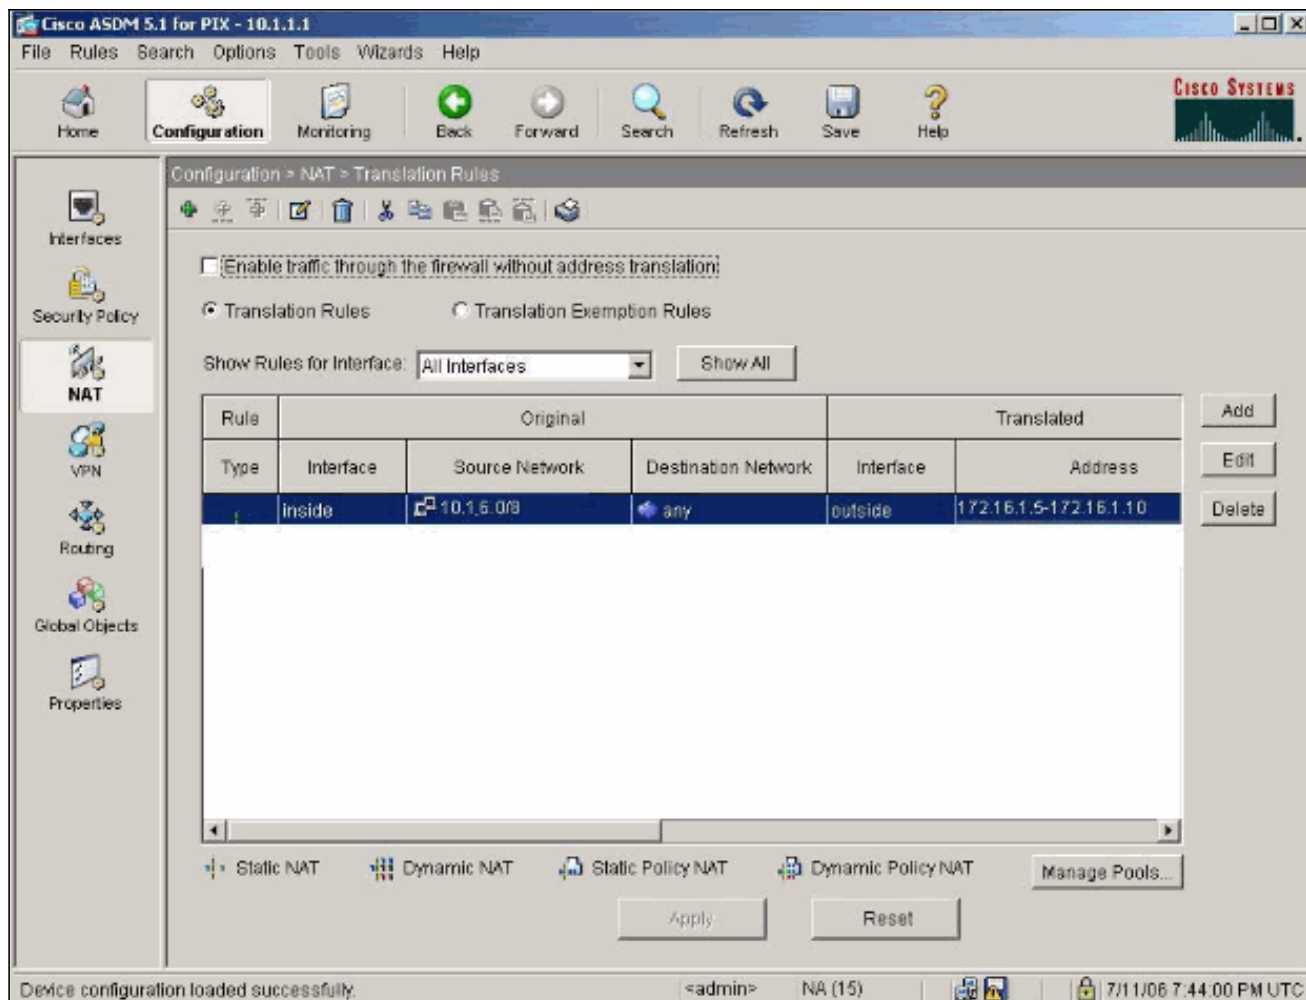 Cisco ASDM 5.1 for PIX - 10.1.1.1
File Rules Search Options Tools Wizards Help
Home Configuration Monitoring Back Forward Search Refresh Save Help
CISCO SYSTEMS
Configuration > NAT > Translation Rules
Interfaces
Security Policy
NAT
VPN
Routing
Global Objects
Properties
Enable traffic through the firewall without address translation
Translation Rules Translation Exemption Rules
Show Rules for Interface: All Interfaces Show All
Rule Original Translated
Type Interface Source Network Destination Network Interface Address
inside 10.1.6.0/8 any outside 172.16.1.5-172.16.1.10
Add
Edit
Delete
Static NAT Dynamic NAT Static Policy NAT Dynamic Policy NAT Manage Pools...
Apply Reset
Device configuration loaded successfully. <admin> NA (15) 7/11/06 7:44:00 PM UTC